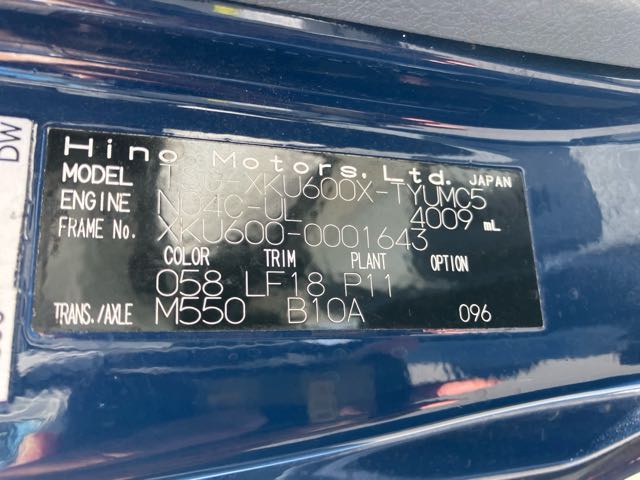 Hino Motors, Ltd. JAPAN
MODEL XKU600X-TYUMC5
ENGINE N04C-UL 4009 mL
FRAME No. XKU600-0001643
COLOR TRIM PLANT OPTION
058 LF18 P11
TRANS./AXLE M550 B10A 096
DW